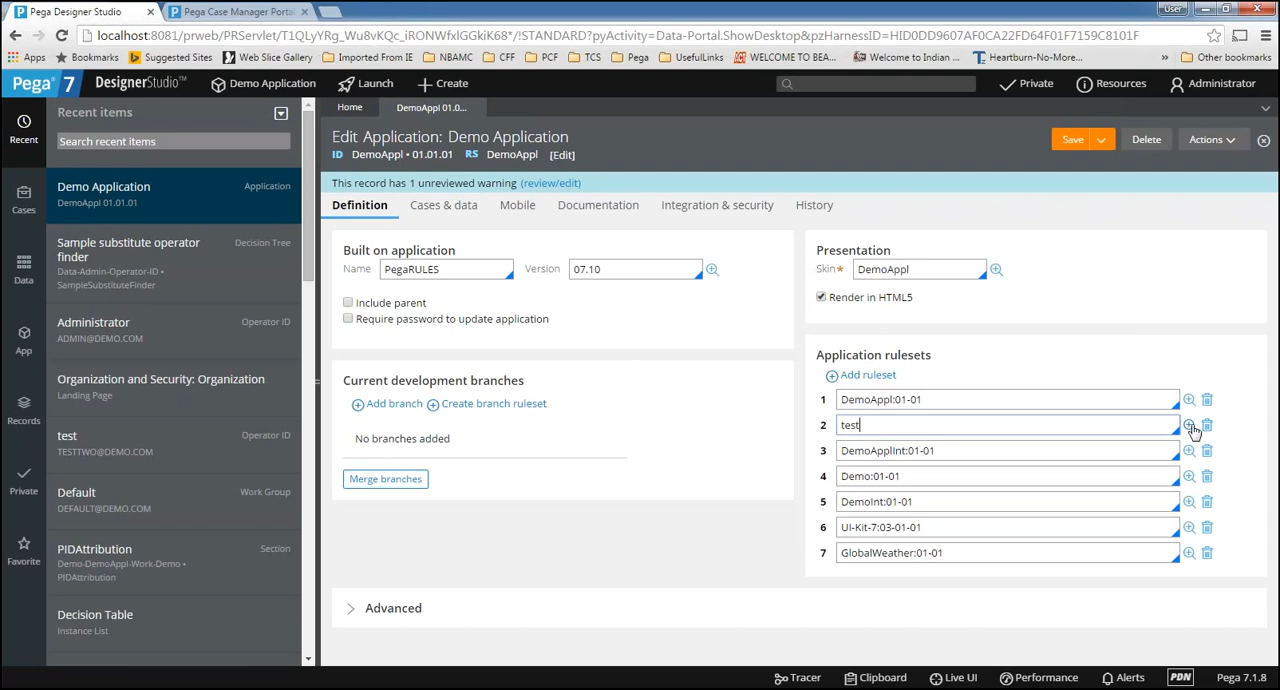 Pega Designer Studio
Pega Case Manager Portal
User
localhost:8081/prweb/PRServlet/T1QLyYRg_Wu8vKQc_iRONWfxlGGkiK68*/!STANDARD?pyActivity=Data-Portal.ShowDesktop&pzHarnessID=HID0DD9607AF0CA22FD64F01F7159C8101F
Apps Bookmarks Suggested Sites Web Slice Gallery Imported From IE NBAMC CFF PCF TCS Pega UsefulLinks WELCOME TO BEA... Welcome to Indian ... Heartburn-No-More... » Other bookmarks
Pega 7 DesignerStudio™ Demo Application Launch Create Private Resources Administrator
Recent
Cases
Data
App
Records
Private
Favorite
Recent items
Search recent items
Demo Application Application
DemoAppl 01.01.01
Sample substitute operator finder Decision Tree
Data-Admin-Operator-ID •
SampleSubstituteFinder
Administrator Operator ID
ADMIN@DEMO.COM
Organization and Security: Organization
Landing Page
test Operator ID
TESTTWO@DEMO.COM
Default Work Group
DEFAULT@DEMO.COM
PIDAttribution Section
Demo-DemoAppl-Work-Demo •
PIDAttribution
Decision Table
Instance List
Home DemoAppl 01.0...
Edit Application: Demo Application
ID DemoAppl • 01.01.01 RS DemoAppl [Edit]
Save Delete Actions
This record has 1 unreviewed warning (review/edit)
Definition Cases & data Mobile Documentation Integration & security History
Built on application
Name PegaRULES Version 07.10
Include parent
Require password to update application
Current development branches
Add branch Create branch ruleset
No branches added
Merge branches
Presentation
Skin* DemoAppl
Render in HTML5
Application rulesets
Add ruleset
1 DemoAppl:01-01
2 test
3 DemoApplInt:01-01
4 Demo:01-01
5 DemoInt:01-01
6 UI-Kit-7:03-01-01
7 GlobalWeather:01-01
Advanced
Tracer Clipboard Live UI Performance Alerts PDN Pega 7.1.8